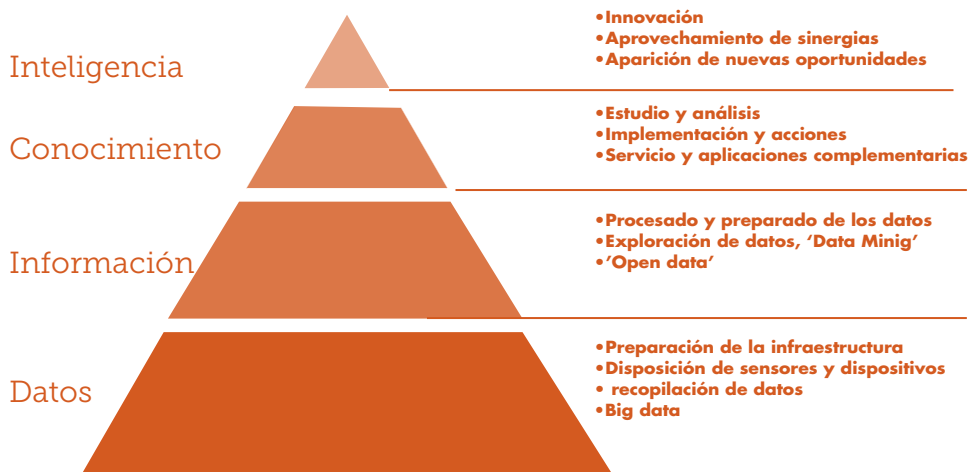 Inteligencia
•Innovación
•Aprovechamiento de sinergias
•Aparición de nuevas oportunidades
Conocimiento
•Estudio y análisis
•Implementación y acciones
•Servicio y aplicaciones complementarias
Información
•Procesado y preparado de los datos
•Exploración de datos, ‘Data Minig’
•’Open data’
Datos
•Preparación de la infraestructura
•Disposición de sensores y dispositivos
• recopilación de datos
•Big data